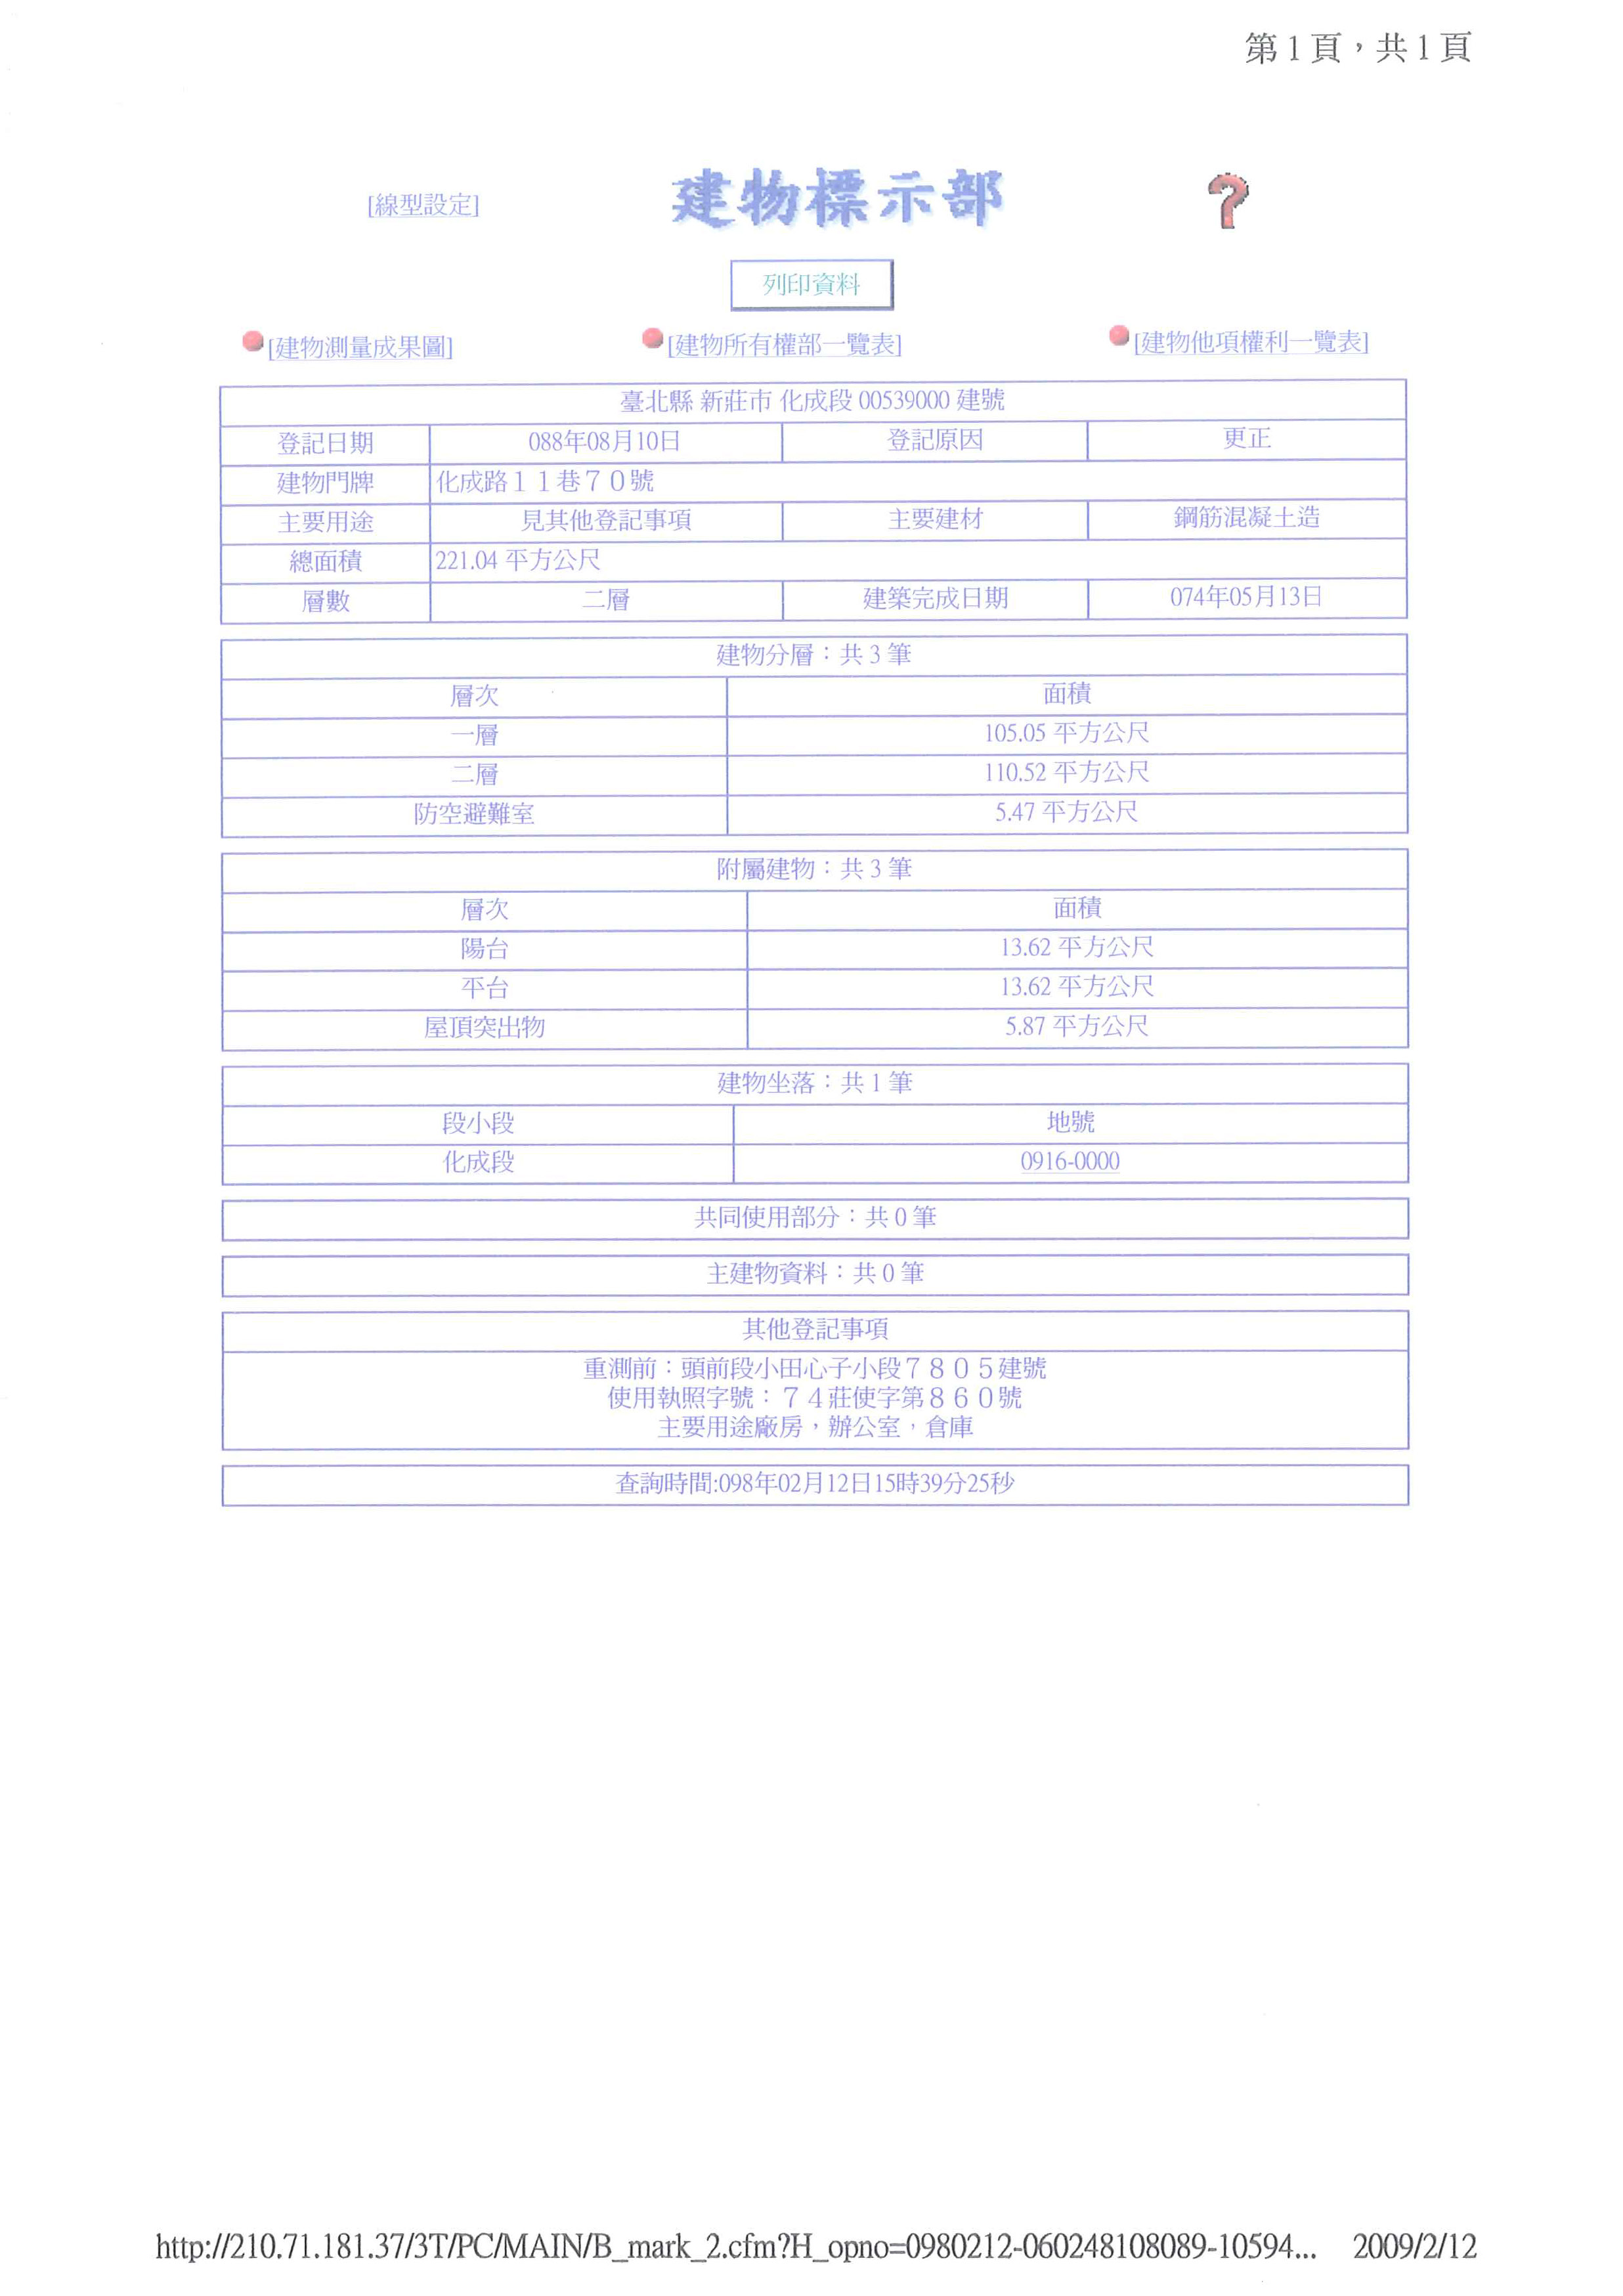 第1頁，共1頁
[線型設定] 建物標示部
列印資料
[建物測量成果圖] [建物所有權部一覽表] [建物他項權利一覽表]
臺北縣 新莊市 化成段 00539000 建號
登記日期 088年08月10日 登記原因 更正
建物門牌 化成路１１巷７０號
主要用途 見其他登記事項 主要建材 鋼筋混凝土造
總面積 221.04 平方公尺
層數 二層 建築完成日期 074年05月13日
建物分層：共 3 筆
層次 面積
一層 105.05 平方公尺
二層 110.52 平方公尺
防空避難室 5.47 平方公尺
附屬建物：共 3 筆
層次 面積
陽台 13.62 平方公尺
平台 13.62 平方公尺
屋頂突出物 5.87 平方公尺
建物坐落：共 1 筆
段小段 地號
化成段 0916-0000
共同使用部分：共 0 筆
主建物資料：共 0 筆
其他登記事項
重測前：頭前段小田心子小段７８０５建號
使用執照字號：７４莊使字第８６０號
主要用途廠房，辦公室，倉庫
查詢時間:098年02月12日15時39分25秒
http://210.71.181.37/3T/PC/MAIN/B_mark_2.cfm?H_opno=0980212-060248108089-10594... 2009/2/12